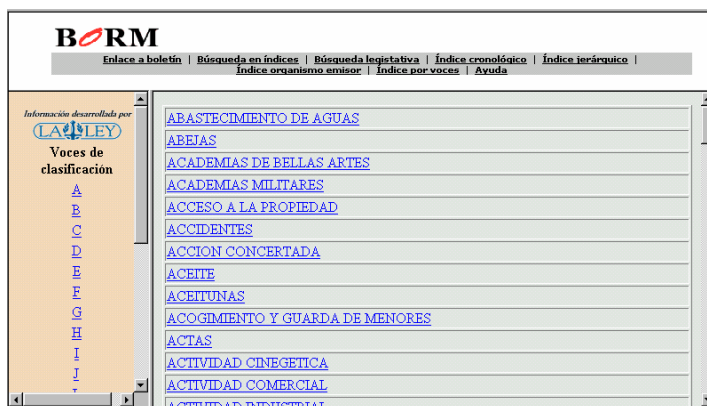 BORM
Enlace a boletín | Búsqueda en índices | Búsqueda legistativa | Índice cronológico | Índice jerárquico |
Índice organismo emisor | Índice por voces | Ayuda
Información desarrollada por
LA LEY
Voces de
clasificación
A
B
C
D
E
F
G
H
I
J
ABASTECIMIENTO DE AGUAS
ABEJAS
ACADEMIAS DE BELLAS ARTES
ACADEMIAS MILITARES
ACCESO A LA PROPIEDAD
ACCIDENTES
ACCION CONCERTADA
ACEITE
ACEITUNAS
ACOGIMIENTO Y GUARDA DE MENORES
ACTAS
ACTIVIDAD CINEGETICA
ACTIVIDAD COMERCIAL
ACTIVIDAD INDUSTRIAL